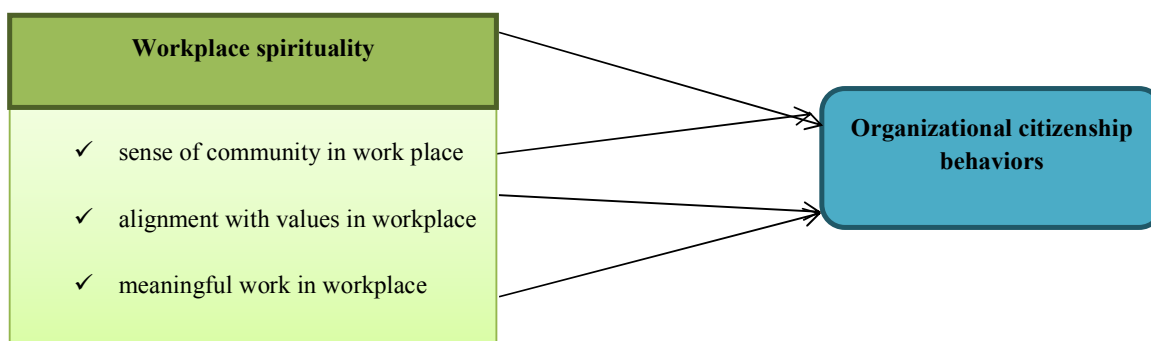 Workplace spirituality
✓ sense of community in work place
✓ alignment with values in workplace
✓ meaningful work in workplace
Organizational citizenship
behaviors